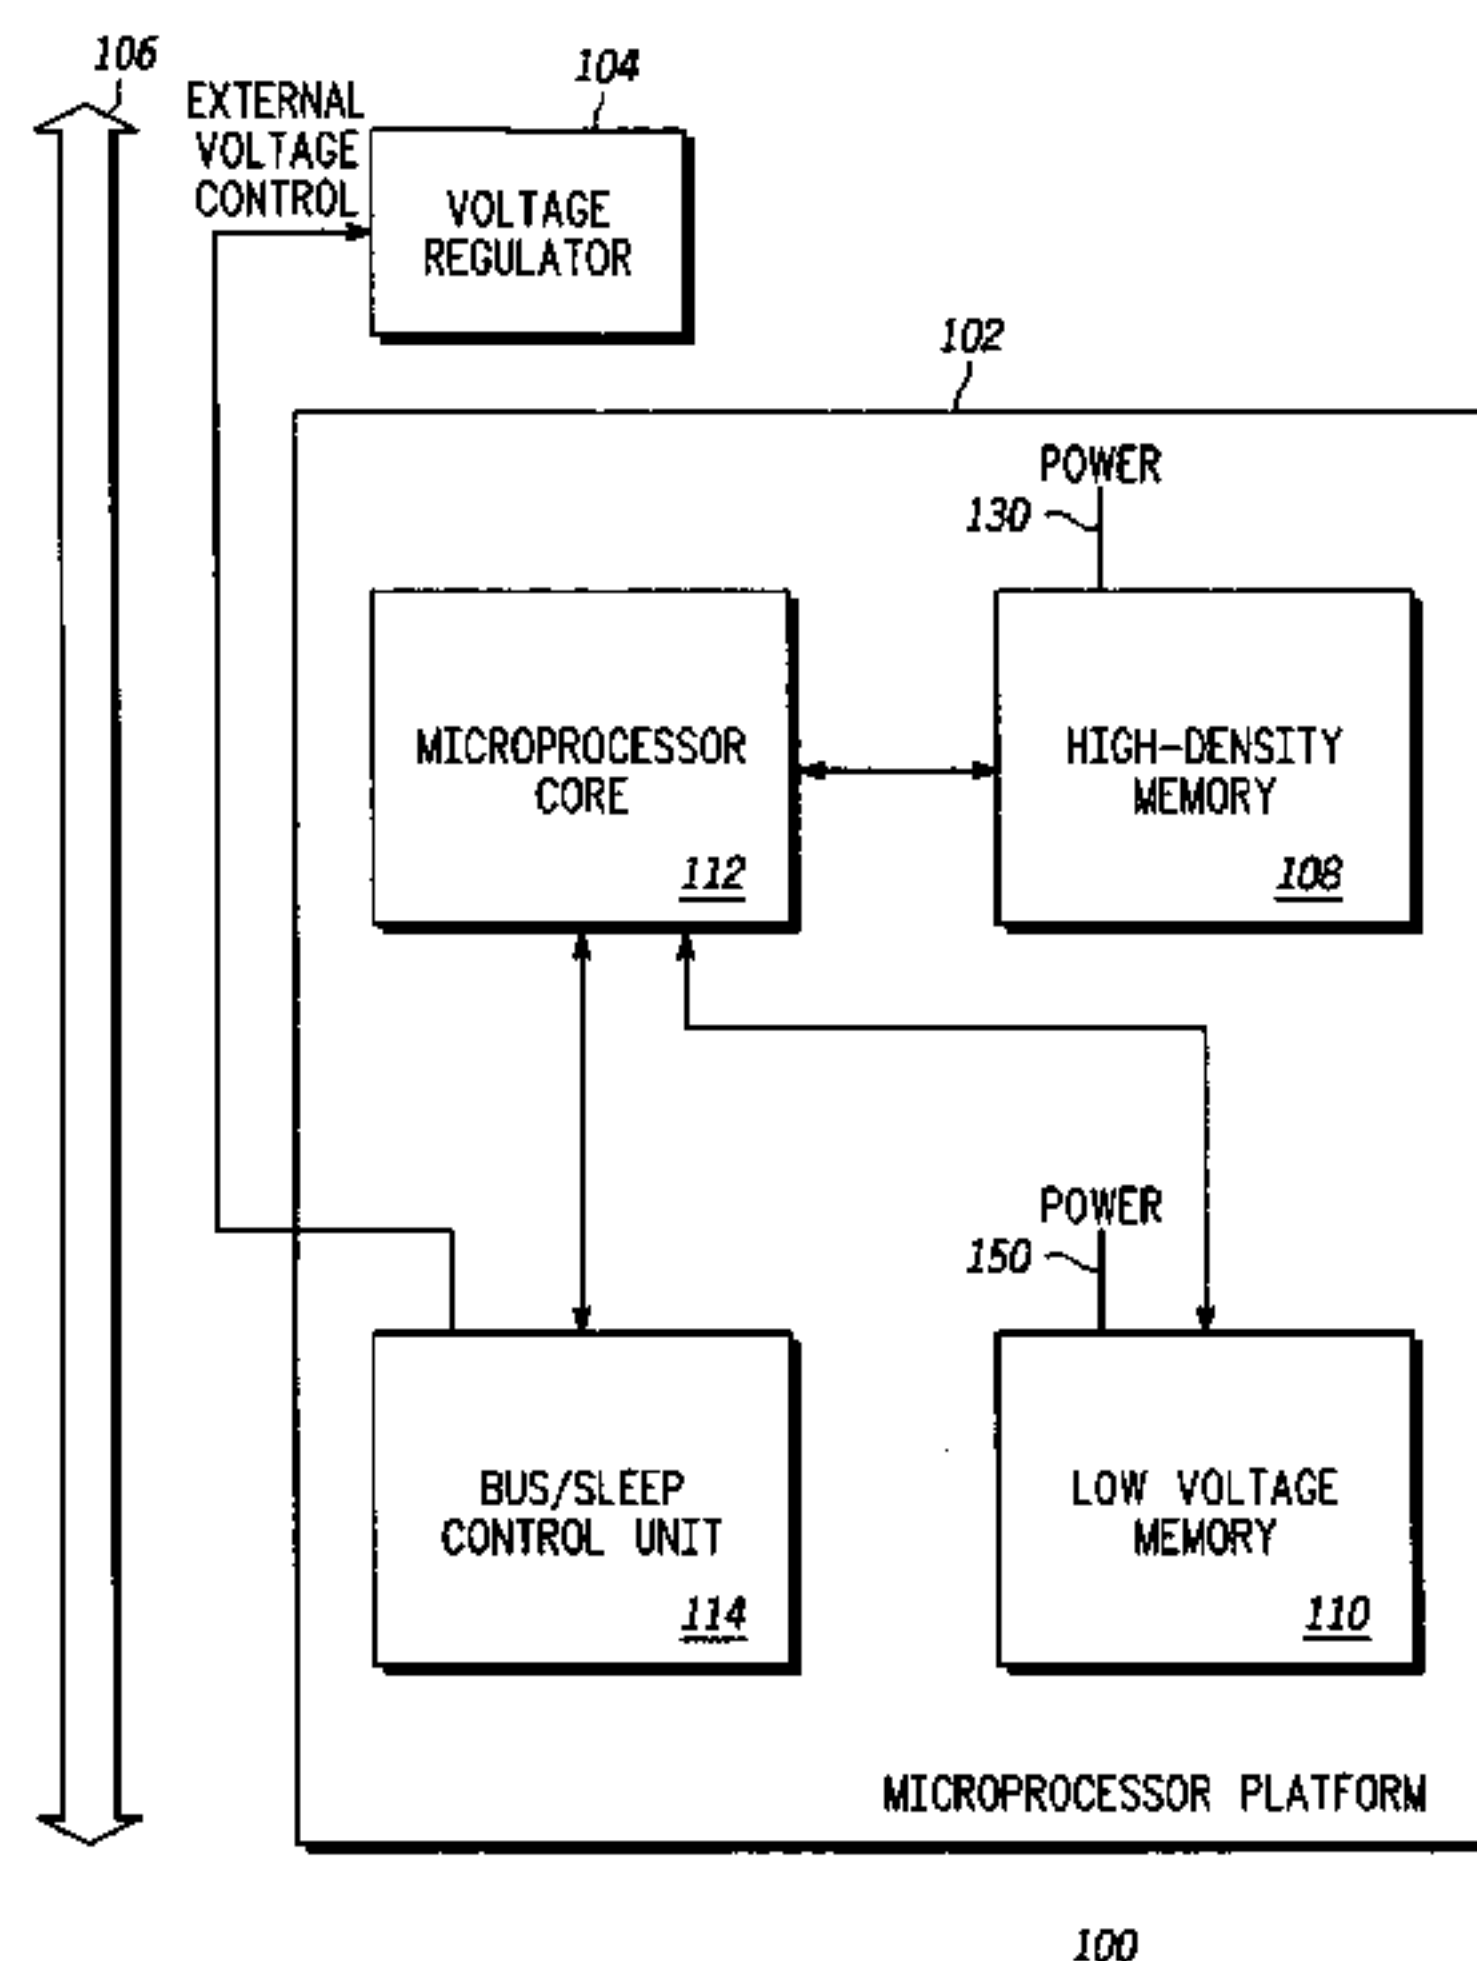 106
104
EXTERNAL
VOLTAGE
CONTROL
VOLTAGE
REGULATOR
102
POWER
130
MICROPROCESSOR
CORE
112
HIGH-DENSITY
MEMORY
108
POWER
150
BUS/SLEEP
CONTROL UNIT
114
LOW VOLTAGE
MEMORY
110
MICROPROCESSOR PLATFORM
100